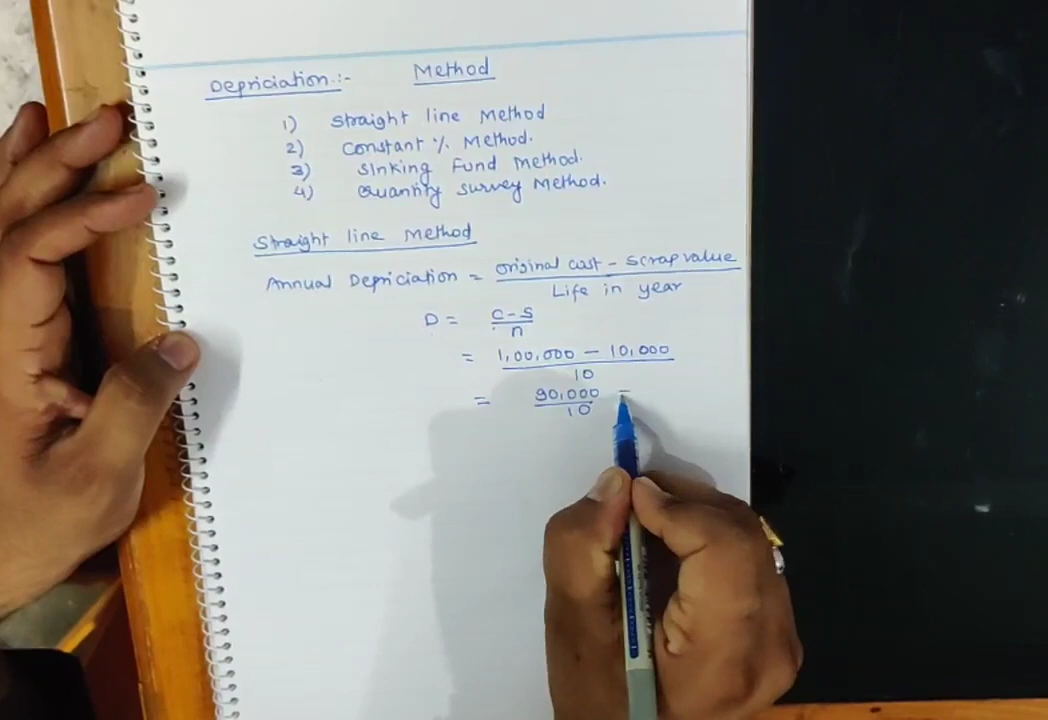 Depriciation :- Method
1) Straight line Method
2) Constant % Method.
3) Sinking Fund Method.
4) Quantity survey Method.
Straight line Method
Annual Depriciation = original cost - scrap value
Life in year
D = C - S
n
= 1,00,000 - 10,000
10
= 90,000 =
10